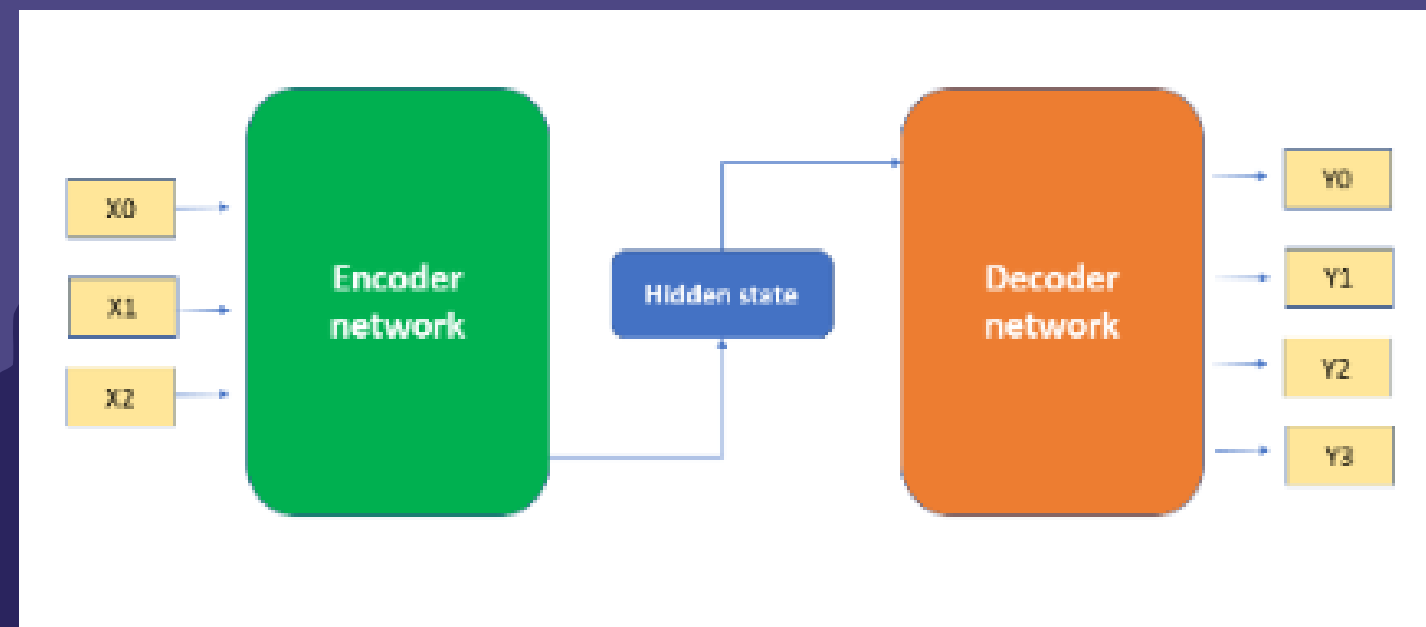 X0
X1
X2
Encoder
network
Hidden state
Decoder
network
Y0
Y1
Y2
Y3